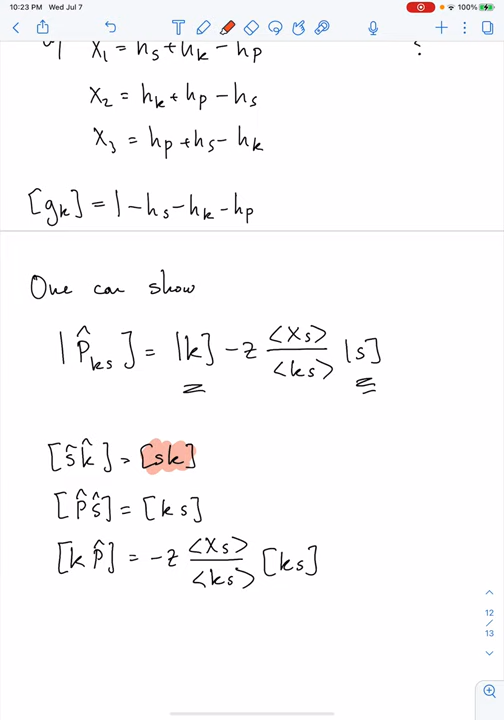 10:23 PM Wed Jul 7
100%
x₁ = h_s + h_k − h_p
x₂ = h_k + h_p − h_s
x₃ = h_p + h_s − h_k
[g_k] = 1 − h_s − h_k − h_p
One can show
|P̂_ks] = |k] − z <Xs>/<ks> |s]
[ŝ k̂] = [sk]
[P̂ ŝ] = [ks]
[k P̂] = −z <Xs>/<ks> [ks]
12
/
13